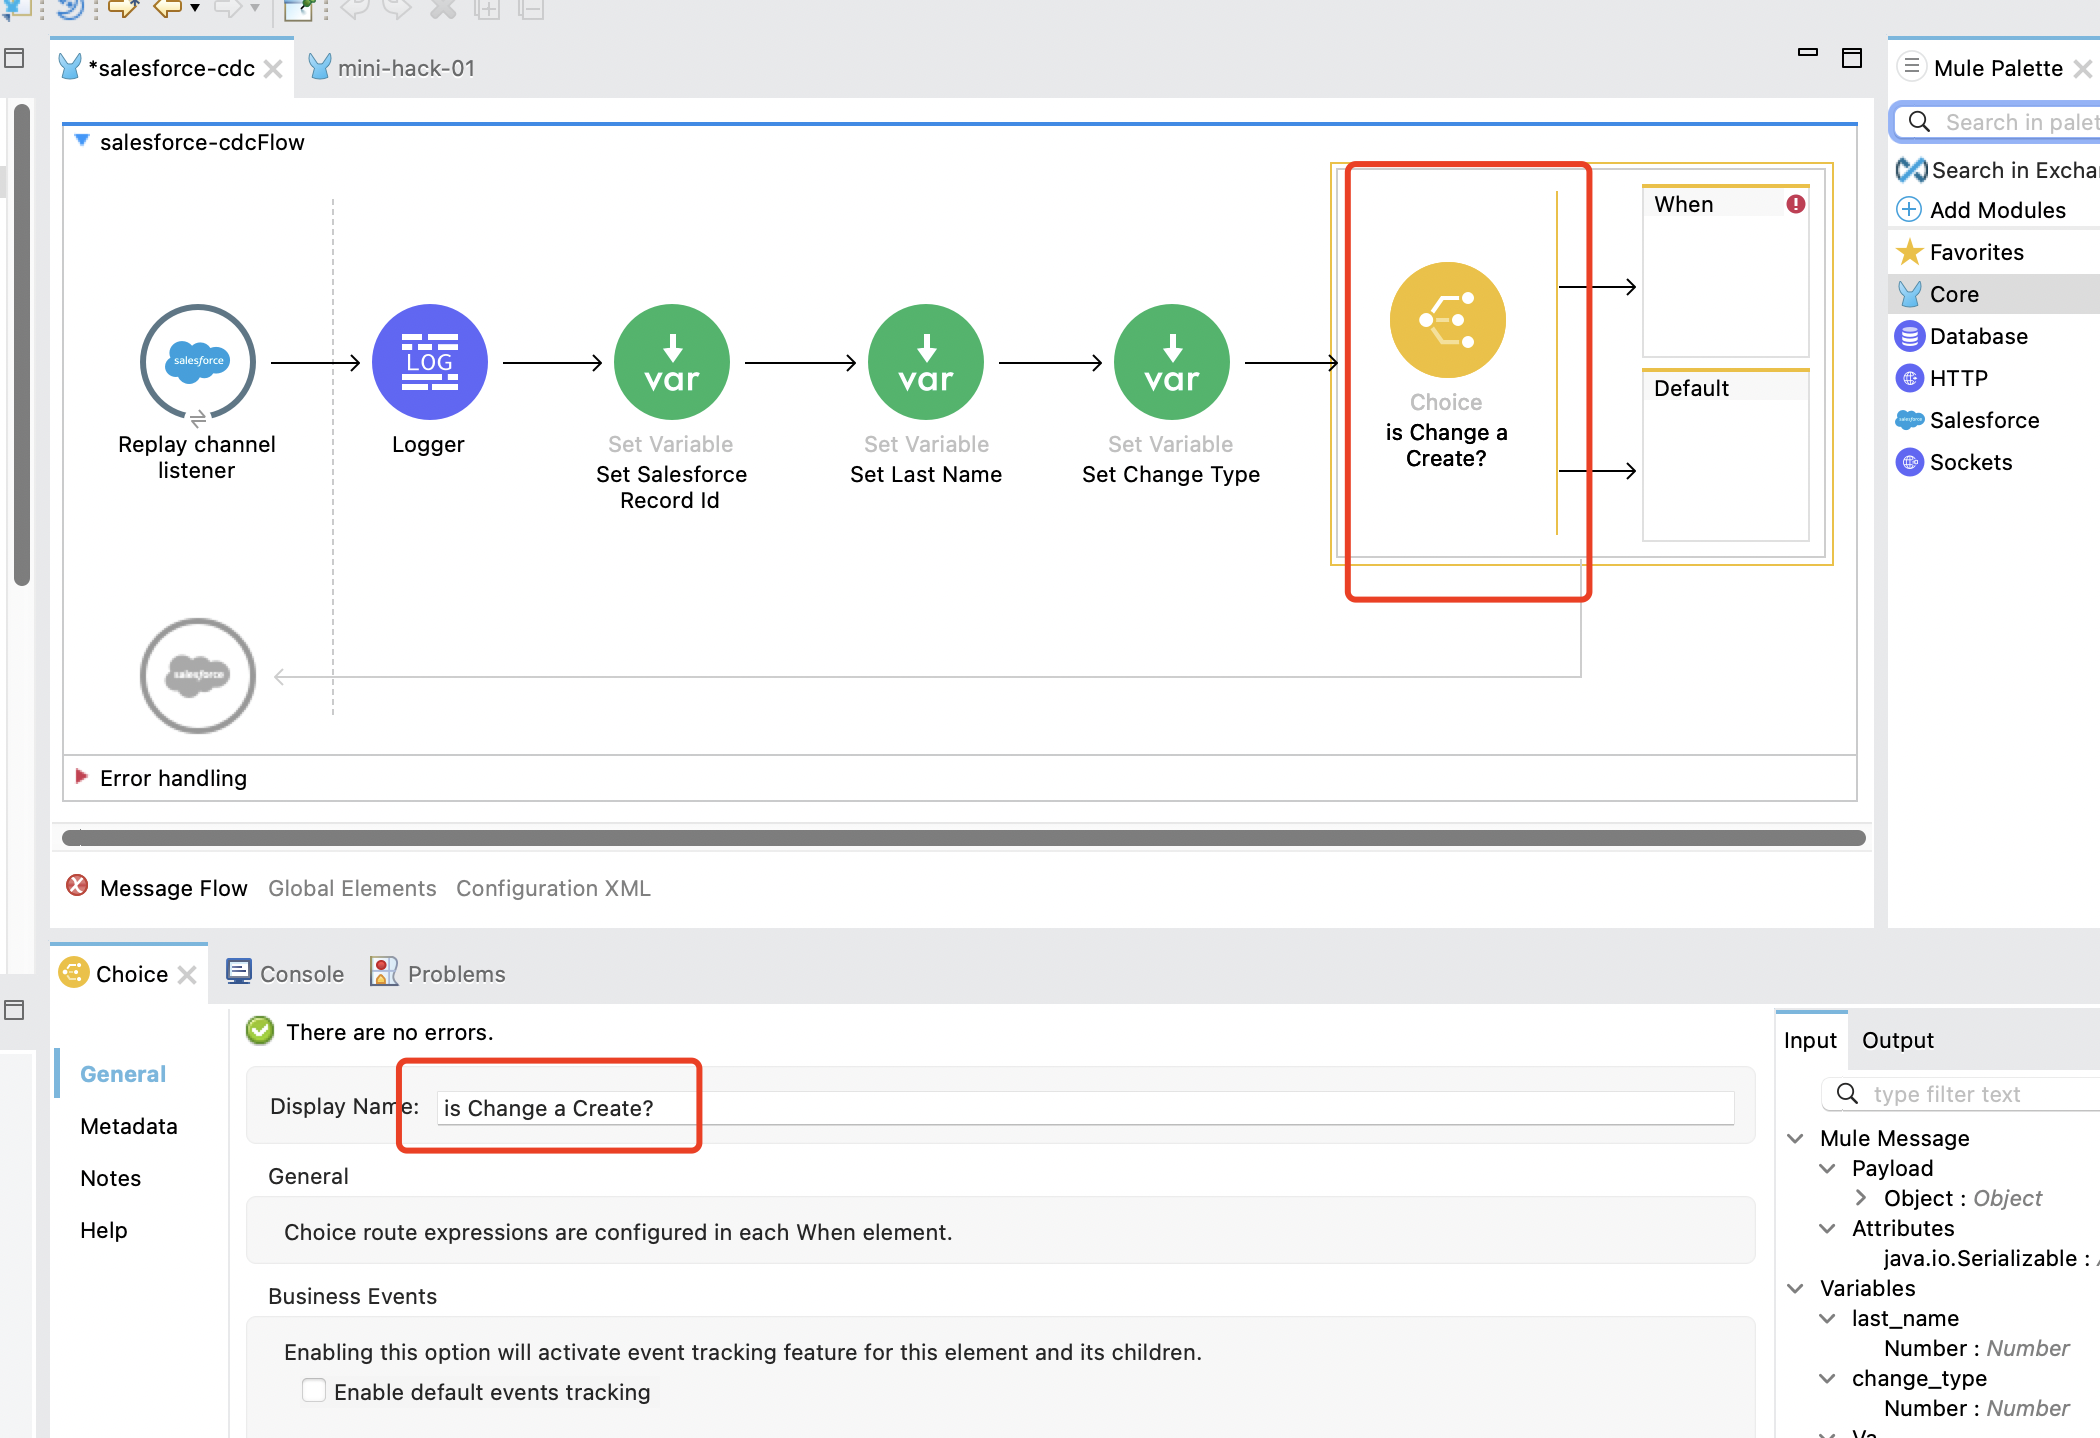 *salesforce-cdc
mini-hack-01
Mule Palette
salesforce-cdcFlow
Search in
Search in
Add Modules
Favorites
Core
Database
HTTP
Salesforce
Sockets
When
Default
salesforce
LOG
var
var
var
Replay channel
listener
Logger
Set Variable
Set Salesforce
Record Id
Set Variable
Set Last Name
Set Variable
Set Change Type
Choice
is Change a
Create?
salesforce
Error handling
Message Flow
Global Elements
Configuration XML
Choice
Console
Problems
There are no errors.
General
Metadata
Notes
Help
Display Name:
is Change a Create?
General
Choice route expressions are configured in each When element.
Business Events
Enabling this option will activate event tracking feature for this element and its children.
Enable default events tracking
Input
Output
type filter text
Mule Message
Payload
Object : Object
Attributes
java.io.Serializable :
Variables
last_name
Number : Number
change_type
Number : Number